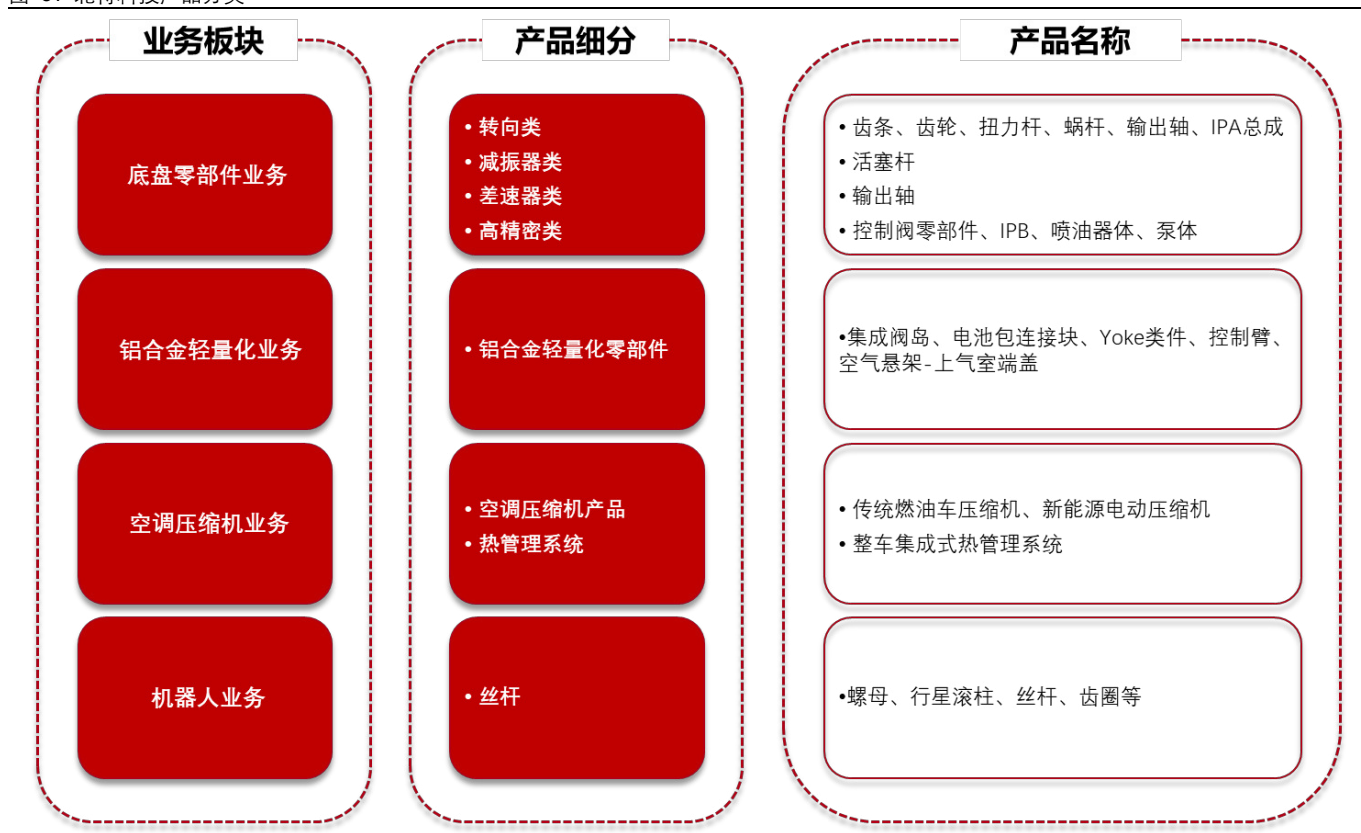 业务板块
产品细分
产品名称
底盘零部件业务
• 转向类
• 减振器类
• 差速器类
• 高精密类
• 齿条、齿轮、扭力杆、蜗杆、输出轴、IPA总成
• 活塞杆
• 输出轴
• 控制阀零部件、IPB、喷油器体、泵体
铝合金轻量化业务
• 铝合金轻量化零部件
•集成阀岛、电池包连接块、Yoke类件、控制臂、
空气悬架-上气室端盖
空调压缩机业务
• 空调压缩机产品
• 热管理系统
• 传统燃油车压缩机、新能源电动压缩机
• 整车集成式热管理系统
机器人业务
• 丝杆
•螺母、行星滚柱、丝杆、齿圈等